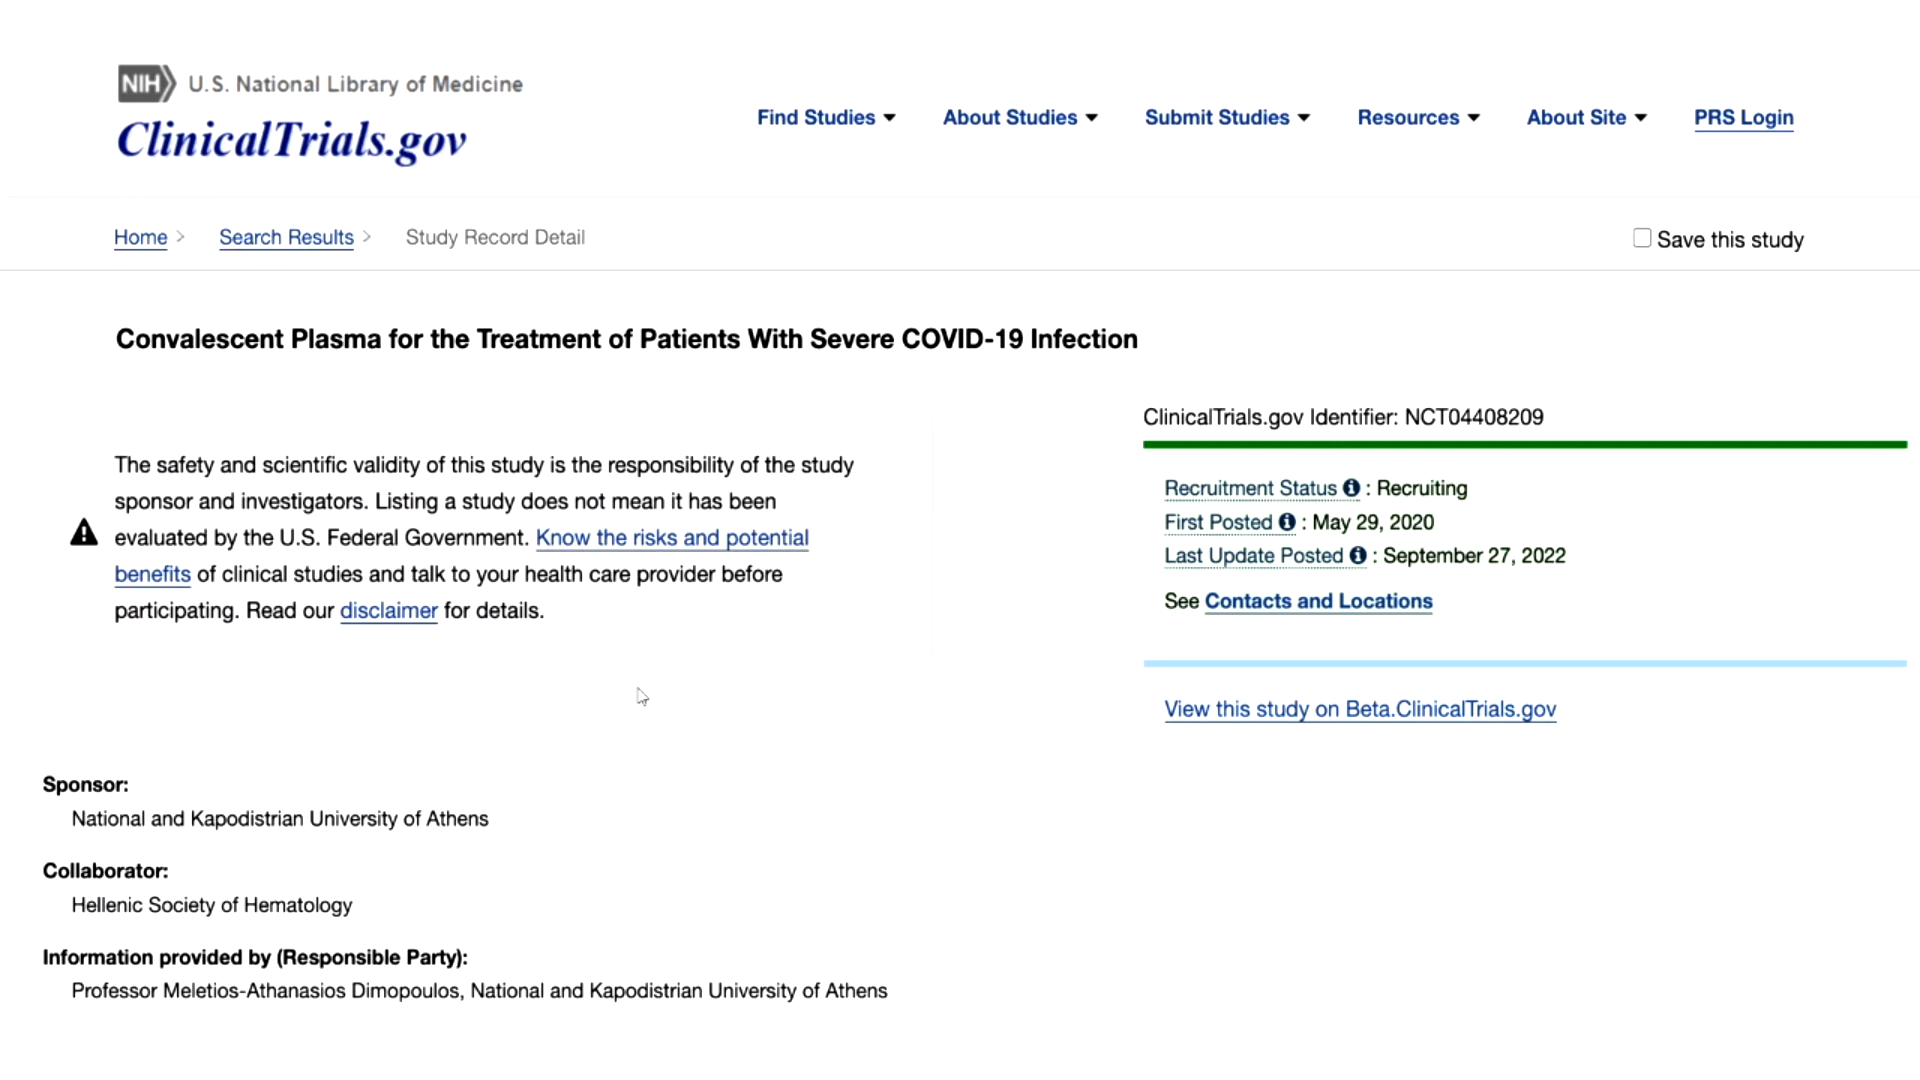 NIH U.S. National Library of Medicine
ClinicalTrials.gov
Find Studies About Studies Submit Studies Resources About Site PRS Login
Home > Search Results > Study Record Detail
Save this study
Convalescent Plasma for the Treatment of Patients With Severe COVID-19 Infection
The safety and scientific validity of this study is the responsibility of the study
sponsor and investigators. Listing a study does not mean it has been
evaluated by the U.S. Federal Government. Know the risks and potential
benefits of clinical studies and talk to your health care provider before
participating. Read our disclaimer for details.
ClinicalTrials.gov Identifier: NCT04408209
Recruitment Status : Recruiting
First Posted : May 29, 2020
Last Update Posted : September 27, 2022
See Contacts and Locations
View this study on Beta.ClinicalTrials.gov
Sponsor:
National and Kapodistrian University of Athens
Collaborator:
Hellenic Society of Hematology
Information provided by (Responsible Party):
Professor Meletios-Athanasios Dimopoulos, National and Kapodistrian University of Athens